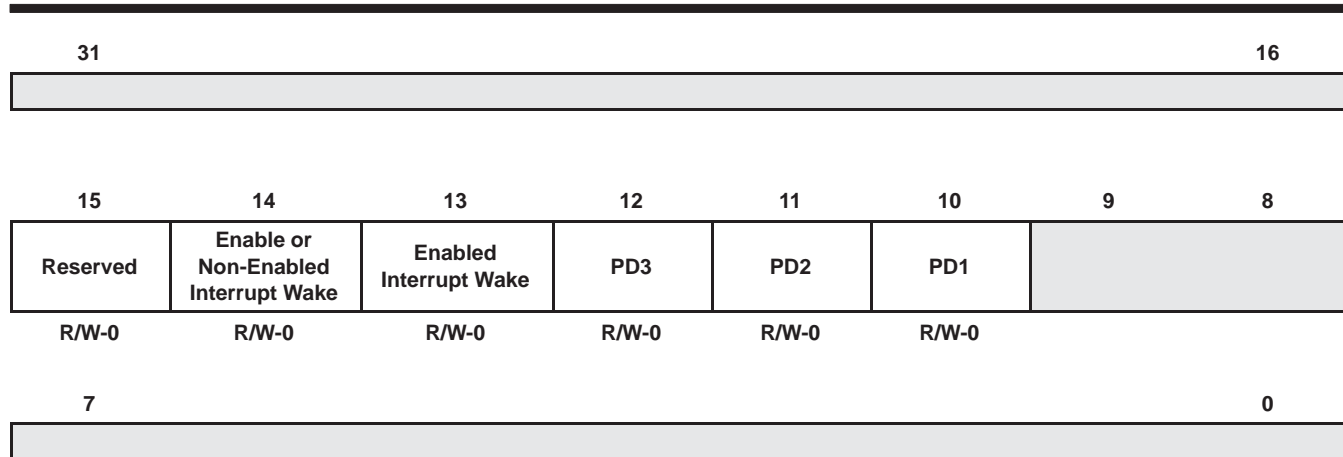 31 16
15 14 13 12 11 10 9 8
Reserved
Enable or
Non-Enabled
Interrupt Wake
Enabled
Interrupt Wake
PD3
PD2
PD1
R/W-0 R/W-0 R/W-0 R/W-0 R/W-0 R/W-0
7 0